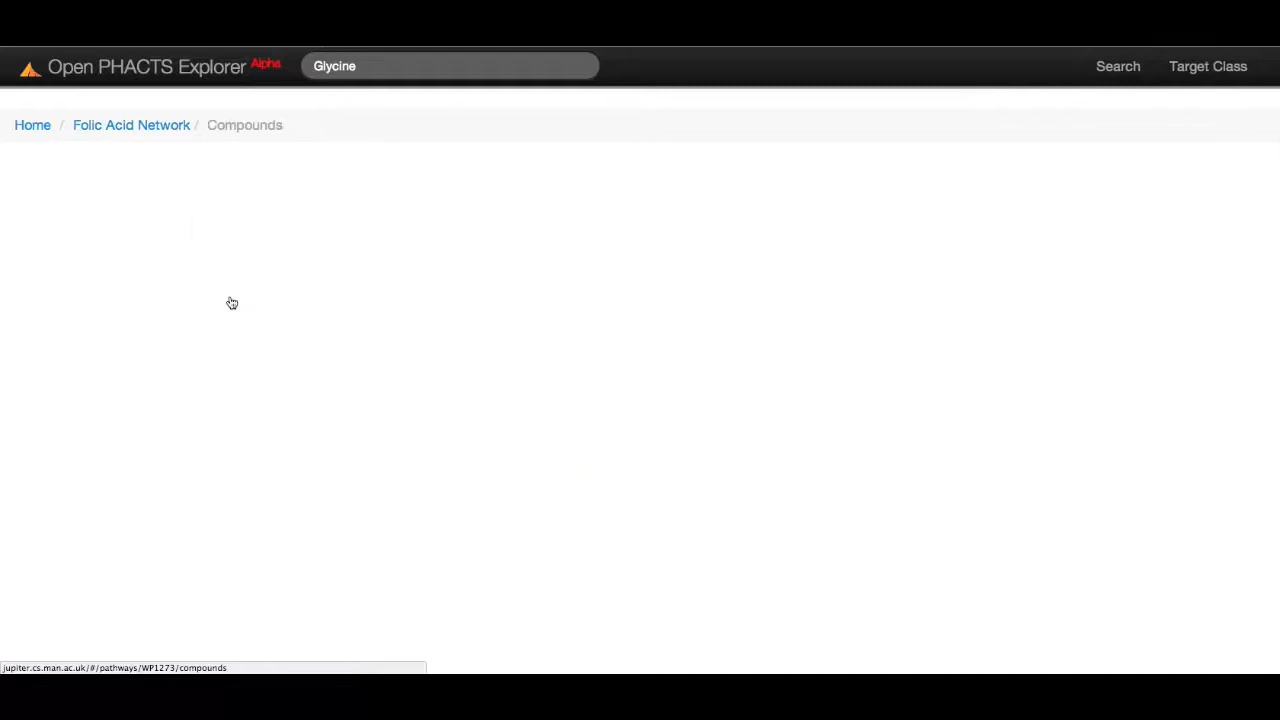 Open PHACTS Explorer Alpha Glycine Search Target Class
Home / Folic Acid Network / Compounds
jupiter.cs.man.ac.uk/#/pathways/WP1273/compounds